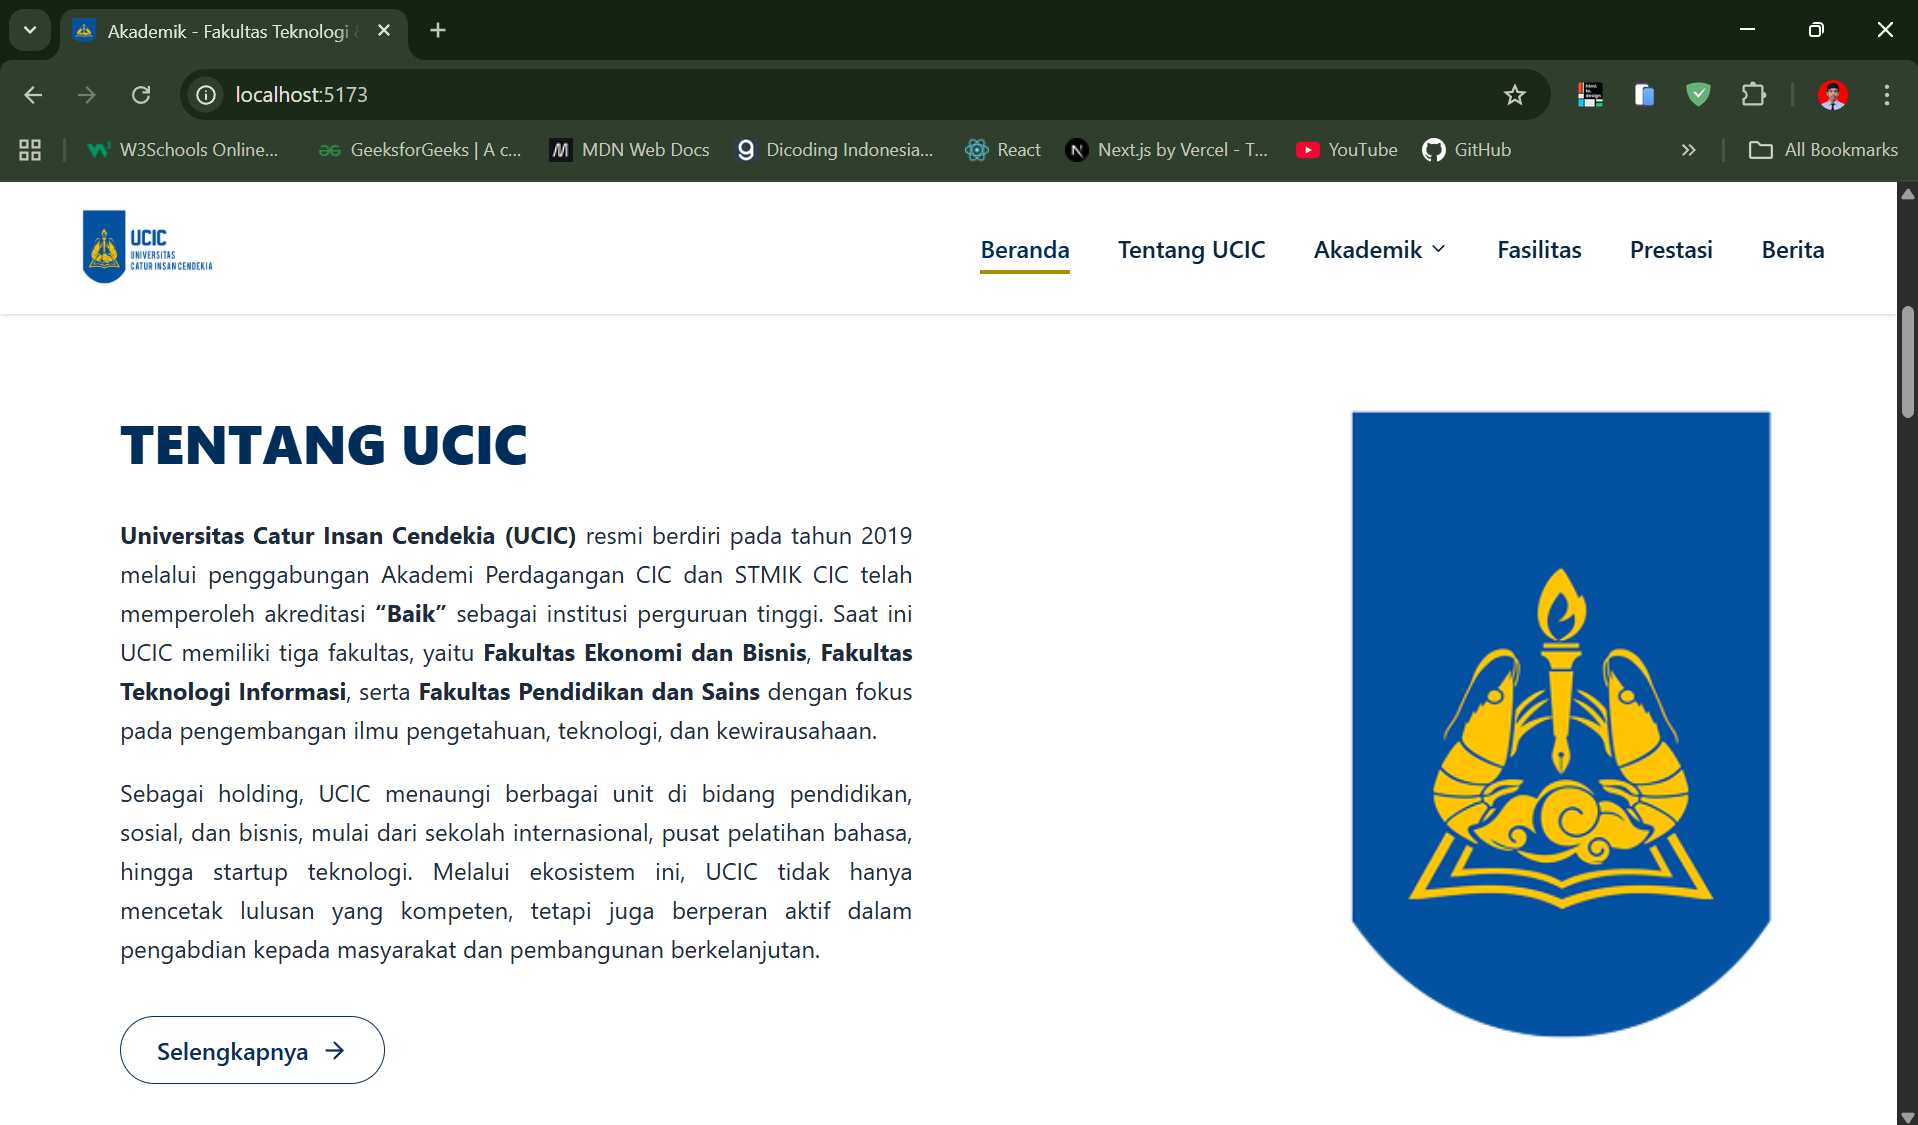 Akademik - Fakultas Teknologi
localhost:5173
W3Schools Online...
GeeksforGeeks | A c...
MDN Web Docs
Dicoding Indonesia...
React
Next.js by Vercel - T...
YouTube
GitHub
All Bookmarks
UCIC
UNIVERSITAS
CATUR INSAN CENDEKIA
Beranda
Tentang UCIC
Akademik
Fasilitas
Prestasi
Berita
TENTANG UCIC
Universitas Catur Insan Cendekia (UCIC) resmi berdiri pada tahun 2019
melalui penggabungan Akademi Perdagangan CIC dan STMIK CIC telah
memperoleh akreditasi “Baik” sebagai institusi perguruan tinggi. Saat ini
UCIC memiliki tiga fakultas, yaitu Fakultas Ekonomi dan Bisnis, Fakultas
Teknologi Informasi, serta Fakultas Pendidikan dan Sains dengan fokus
pada pengembangan ilmu pengetahuan, teknologi, dan kewirausahaan.
Sebagai holding, UCIC menaungi berbagai unit di bidang pendidikan,
sosial, dan bisnis, mulai dari sekolah internasional, pusat pelatihan bahasa,
hingga startup teknologi. Melalui ekosistem ini, UCIC tidak hanya
mencetak lulusan yang kompeten, tetapi juga berperan aktif dalam
pengabdian kepada masyarakat dan pembangunan berkelanjutan.
Selengkapnya